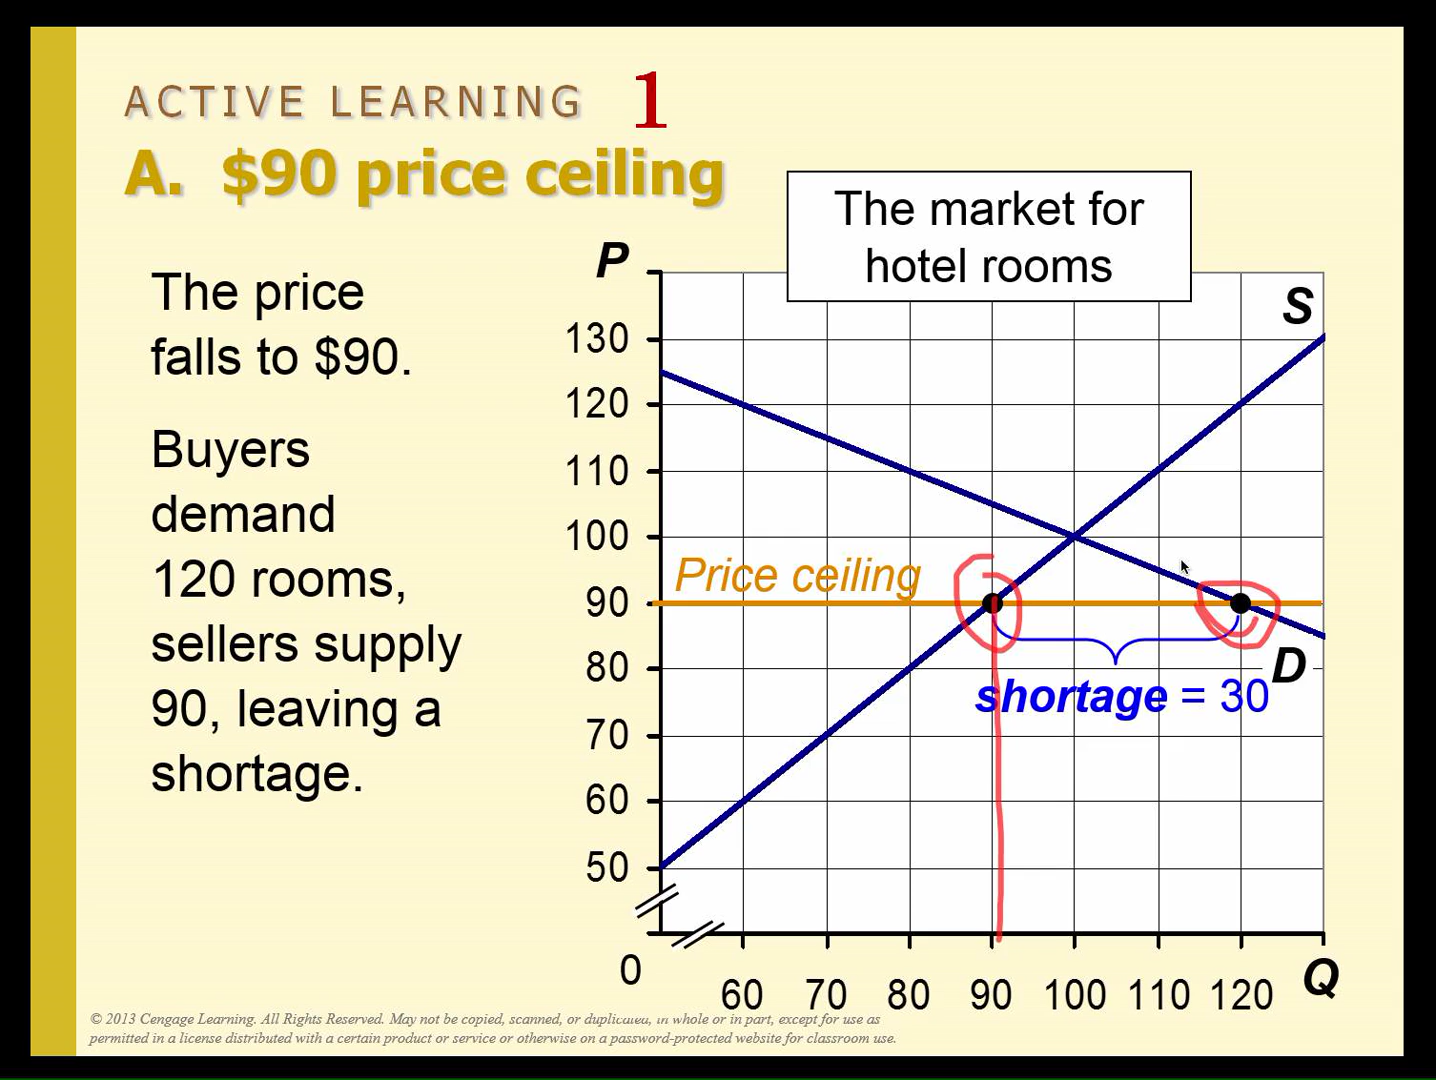 ACTIVE LEARNING 1
A. $90 price ceiling
The market for
hotel rooms
The price
falls to $90.
Buyers
demand
120 rooms,
sellers supply
90, leaving a
shortage.
P
S
130
120
110
100
90
80
70
60
50
0
Price ceiling
D
shortage = 30
60 70 80 90 100 110 120
Q
© 2013 Cengage Learning. All Rights Reserved. May not be copied, scanned, or duplicated, in whole or in part, except for use as
permitted in a license distributed with a certain product or service or otherwise on a password-protected website for classroom use.